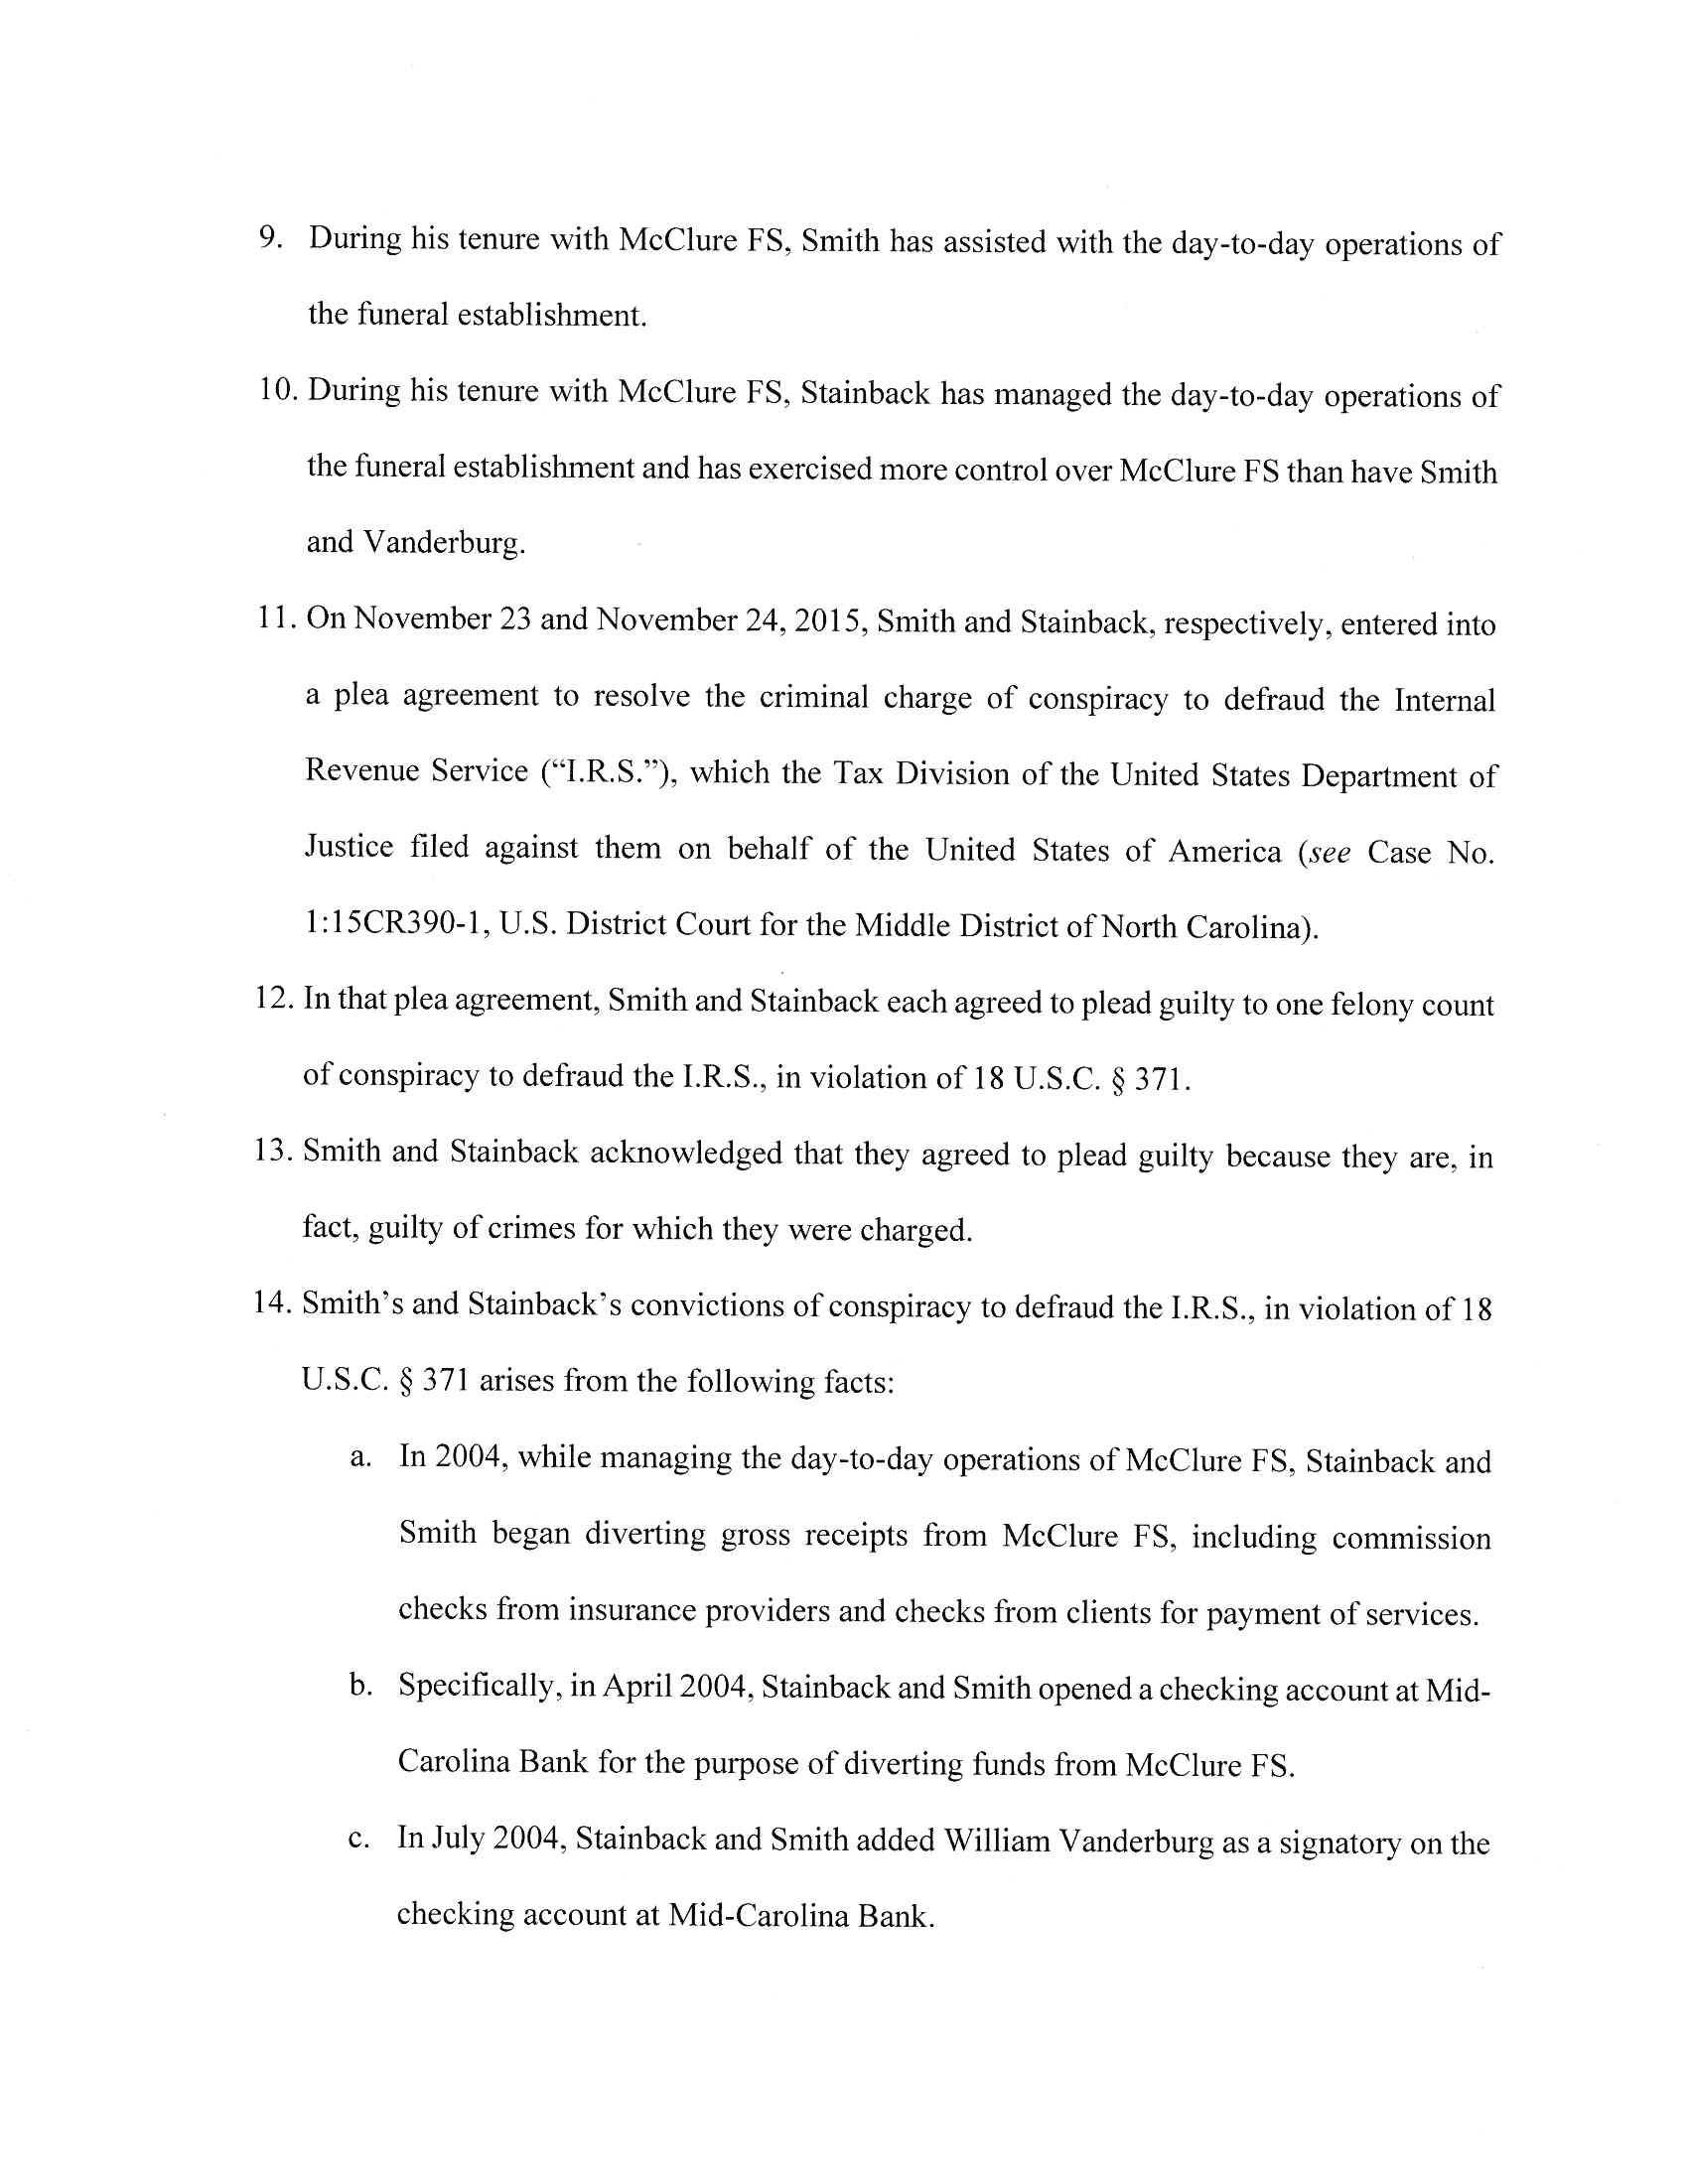 9. During his tenure with McClure FS, Smith has assisted with the day-to-day operations of
the funeral establishment.
10. During his tenure with McClure FS, Stainback has managed the day-to-day operations of
the funeral establishment and has exercised more control over McClure FS than have Smith
and Vanderburg.
11. On November 23 and November 24, 2015, Smith and Stainback, respectively, entered into
a plea agreement to resolve the criminal charge of conspiracy to defraud the Internal
Revenue Service (“I.R.S.”), which the Tax Division of the United States Department of
Justice filed against them on behalf of the United States of America (see Case No.
1:15CR390-1, U.S. District Court for the Middle District of North Carolina).
12. In that plea agreement, Smith and Stainback each agreed to plead guilty to one felony count
of conspiracy to defraud the I.R.S., in violation of 18 U.S.C. § 371.
13. Smith and Stainback acknowledged that they agreed to plead guilty because they are, in
fact, guilty of crimes for which they were charged.
14. Smith’s and Stainback’s convictions of conspiracy to defraud the I.R.S., in violation of 18
U.S.C. § 371 arises from the following facts:
a. In 2004, while managing the day-to-day operations of McClure FS, Stainback and
Smith began diverting gross receipts from McClure FS, including commission
checks from insurance providers and checks from clients for payment of services.
b. Specifically, in April 2004, Stainback and Smith opened a checking account at Mid-
Carolina Bank for the purpose of diverting funds from McClure FS.
c. In July 2004, Stainback and Smith added William Vanderburg as a signatory on the
checking account at Mid-Carolina Bank.